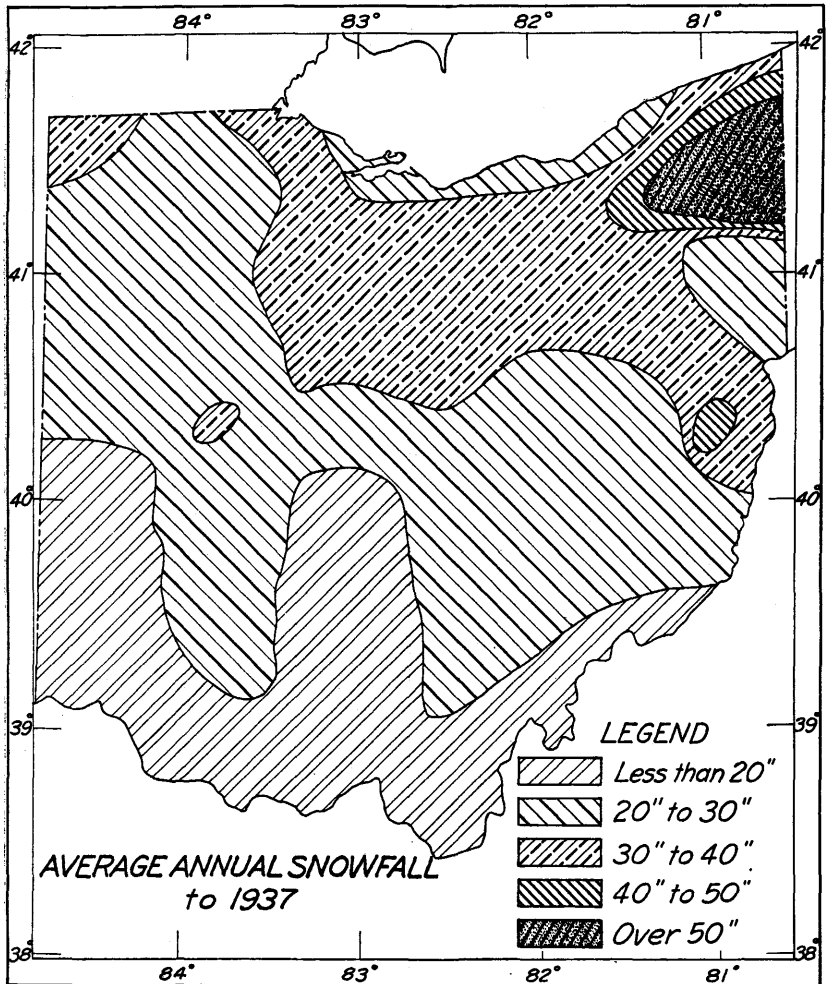 84° 83° 82° 81°
42° 42°
41° 41°
40° 40°
39° 39°
LEGEND
Less than 20"
20" to 30"
30" to 40"
40" to 50"
Over 50"
AVERAGE ANNUAL SNOWFALL
to 1937
38° 38°
84° 83° 82° 81°